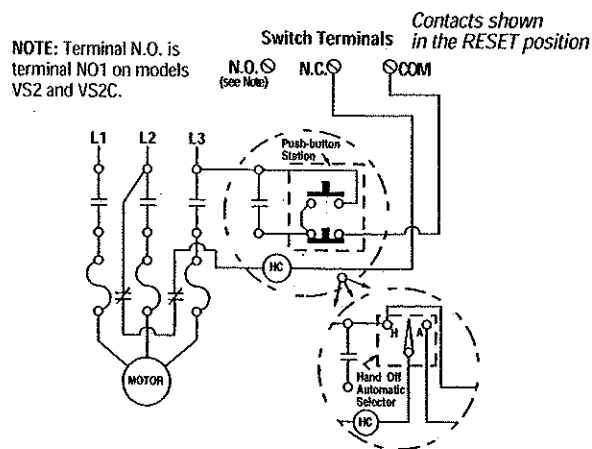 Contacts shown
in the RESET position
NOTE: Terminal N.O. is
terminal NO1 on models
VS2 and VS2C.
Switch Terminals
N.O.
(see Note)
N.C.
COM
L1
L2
L3
Push-button
Station
HC
MOTOR
H
A
Hand Off
Automatic
Selector
HC